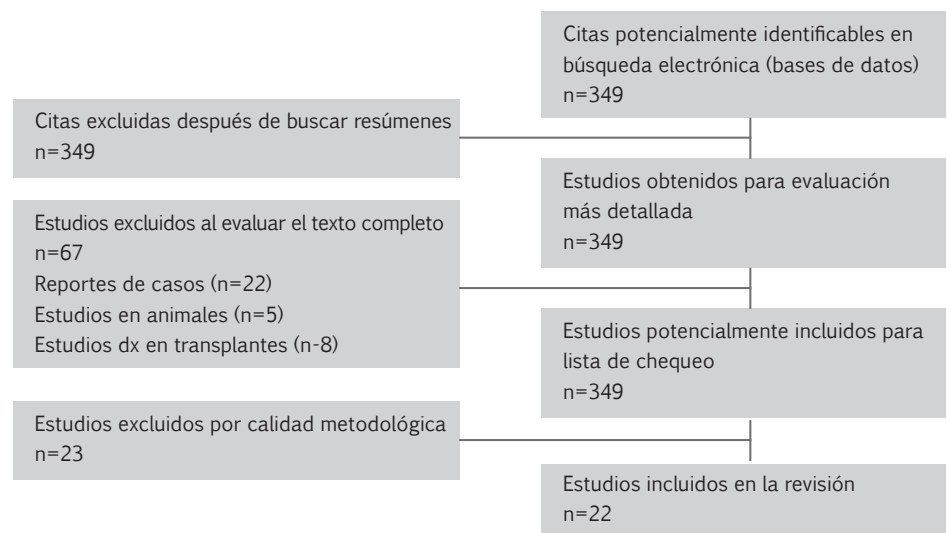 Citas potencialmente identificables en
búsqueda electrónica (bases de datos)
n=349
Citas excluidas después de buscar resúmenes
n=349
Estudios obtenidos para evaluación
más detallada
n=349
Estudios excluidos al evaluar el texto completo
n=67
Reportes de casos (n=22)
Estudios en animales (n=5)
Estudios dx en transplantes (n-8)
Estudios potencialmente incluidos para
lista de chequeo
n=349
Estudios excluidos por calidad metodológica
n=23
Estudios incluidos en la revisión
n=22